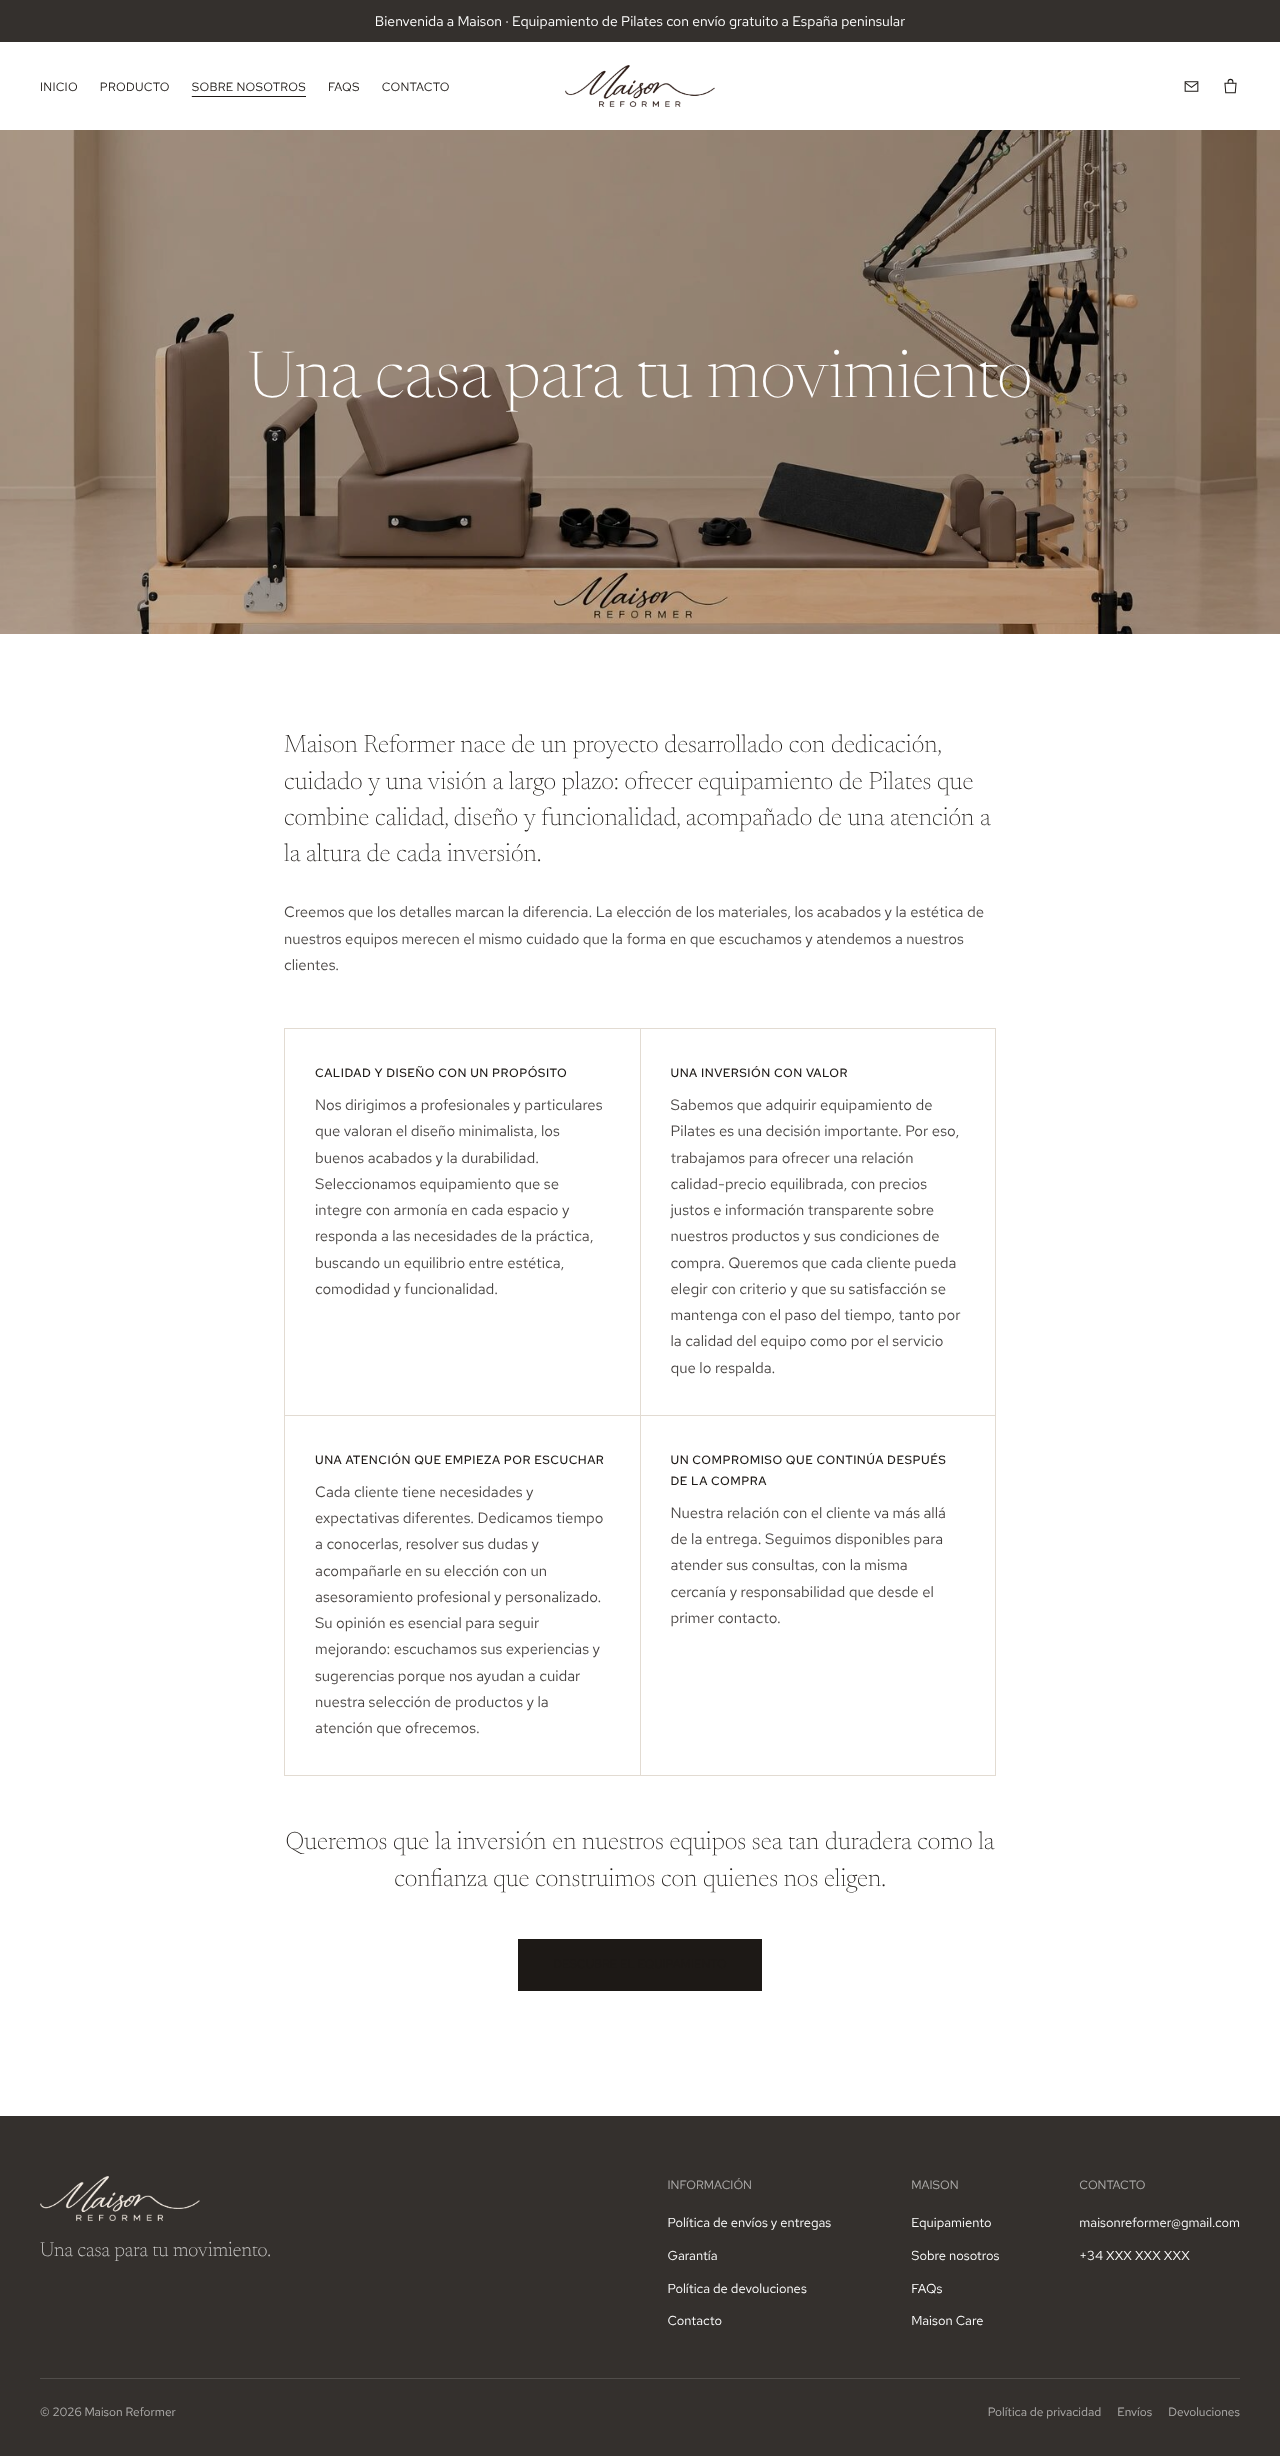 Bienvenida a Maison · Equipamiento de Pilates con envío gratuito a España peninsular
INICIO PRODUCTO SOBRE NOSOTROS FAQS CONTACTO
Maison
REFORMER
Una casa para tu movimiento
Maison
REFORMER
Maison Reformer nace de un proyecto desarrollado con dedicación,
cuidado y una visión a largo plazo: ofrecer equipamiento de Pilates que
combine calidad, diseño y funcionalidad, acompañado de una atención a
la altura de cada inversión.
Creemos que los detalles marcan la diferencia. La elección de los materiales, los acabados y la estética de
nuestros equipos merecen el mismo cuidado que la forma en que escuchamos y atendemos a nuestros
clientes.
CALIDAD Y DISEÑO CON UN PROPÓSITO
Nos dirigimos a profesionales y particulares
que valoran el diseño minimalista, los
buenos acabados y la durabilidad.
Seleccionamos equipamiento que se
integre con armonía en cada espacio y
responda a las necesidades de la práctica,
buscando un equilibrio entre estética,
comodidad y funcionalidad.
UNA INVERSIÓN CON VALOR
Sabemos que adquirir equipamiento de
Pilates es una decisión importante. Por eso,
trabajamos para ofrecer una relación
calidad-precio equilibrada, con precios
justos e información transparente sobre
nuestros productos y sus condiciones de
compra. Queremos que cada cliente pueda
elegir con criterio y que su satisfacción se
mantenga con el paso del tiempo, tanto por
la calidad del equipo como por el servicio
que lo respalda.
UNA ATENCIÓN QUE EMPIEZA POR ESCUCHAR
Cada cliente tiene necesidades y
expectativas diferentes. Dedicamos tiempo
a conocerlas, resolver sus dudas y
acompañarle en su elección con un
asesoramiento profesional y personalizado.
Su opinión es esencial para seguir
mejorando: escuchamos sus experiencias y
sugerencias porque nos ayudan a cuidar
nuestra selección de productos y la
atención que ofrecemos.
UN COMPROMISO QUE CONTINÚA DESPUÉS
DE LA COMPRA
Nuestra relación con el cliente va más allá
de la entrega. Seguimos disponibles para
atender sus consultas, con la misma
cercanía y responsabilidad que desde el
primer contacto.
Queremos que la inversión en nuestros equipos sea tan duradera como la
confianza que construimos con quienes nos eligen.
Maison
REFORMER
Una casa para tu movimiento.
INFORMACIÓN
Política de envíos y entregas
Garantía
Política de devoluciones
Contacto
MAISON
Equipamiento
Sobre nosotros
FAQs
Maison Care
CONTACTO
maisonreformer@gmail.com
+34 XXX XXX XXX
© 2026 Maison Reformer
Política de privacidad Envíos Devoluciones